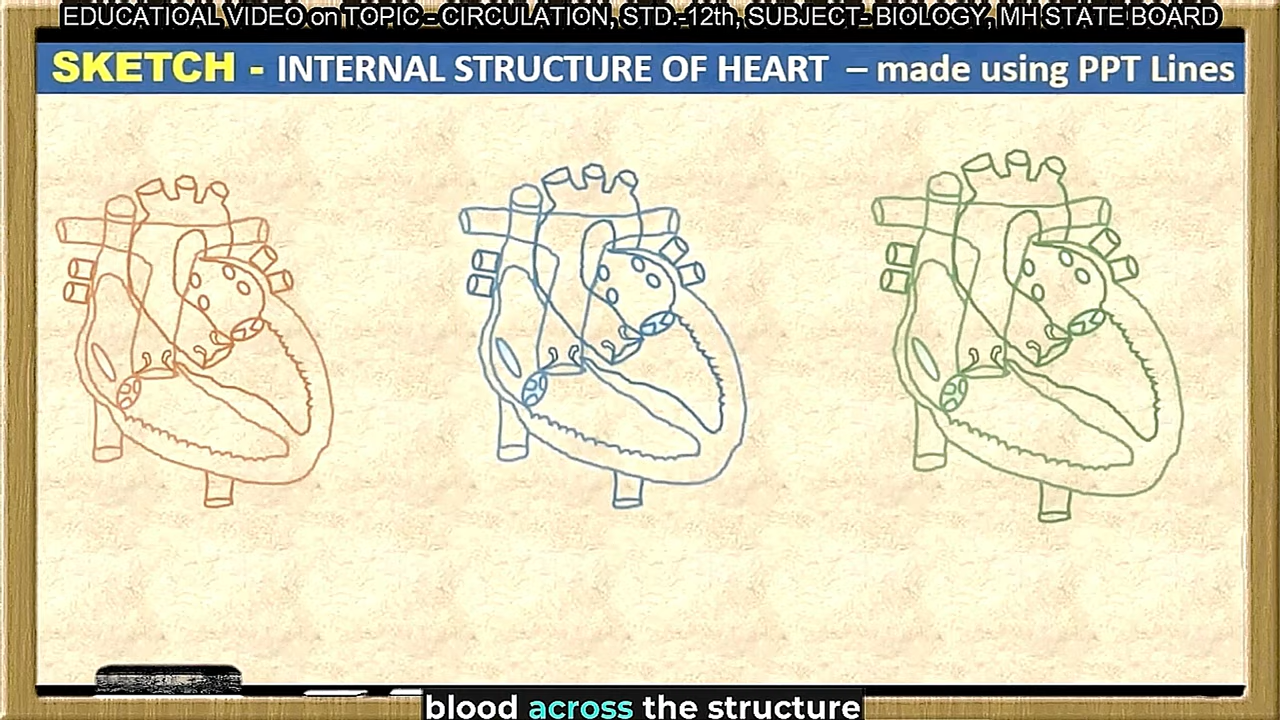 EDUCATIOAL VIDEO on TOPIC - CIRCULATION, STD.-12th, SUBJECT- BIOLOGY, MH STATE BOARD
SKETCH - INTERNAL STRUCTURE OF HEART – made using PPT Lines
blood across the structure